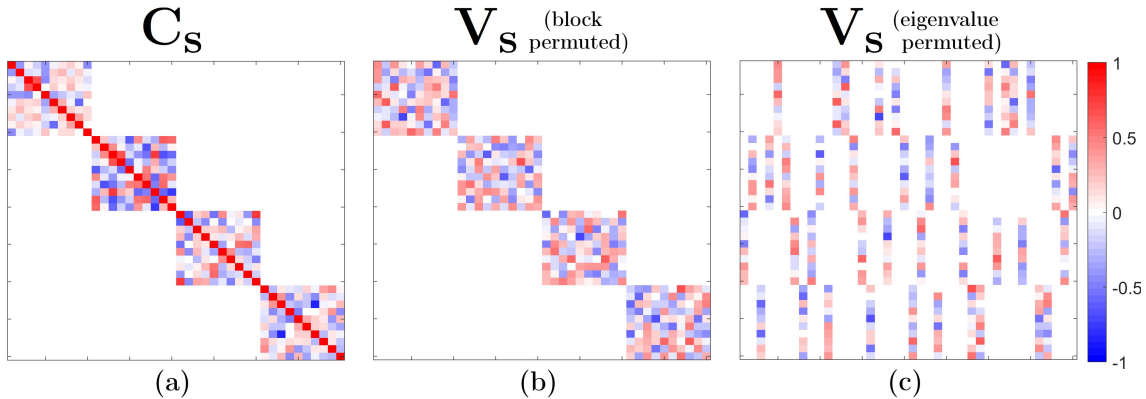 C_s
V_s (block permuted)
V_s (eigenvalue permuted)
1
0.5
0
-0.5
-1
(a)
(b)
(c)